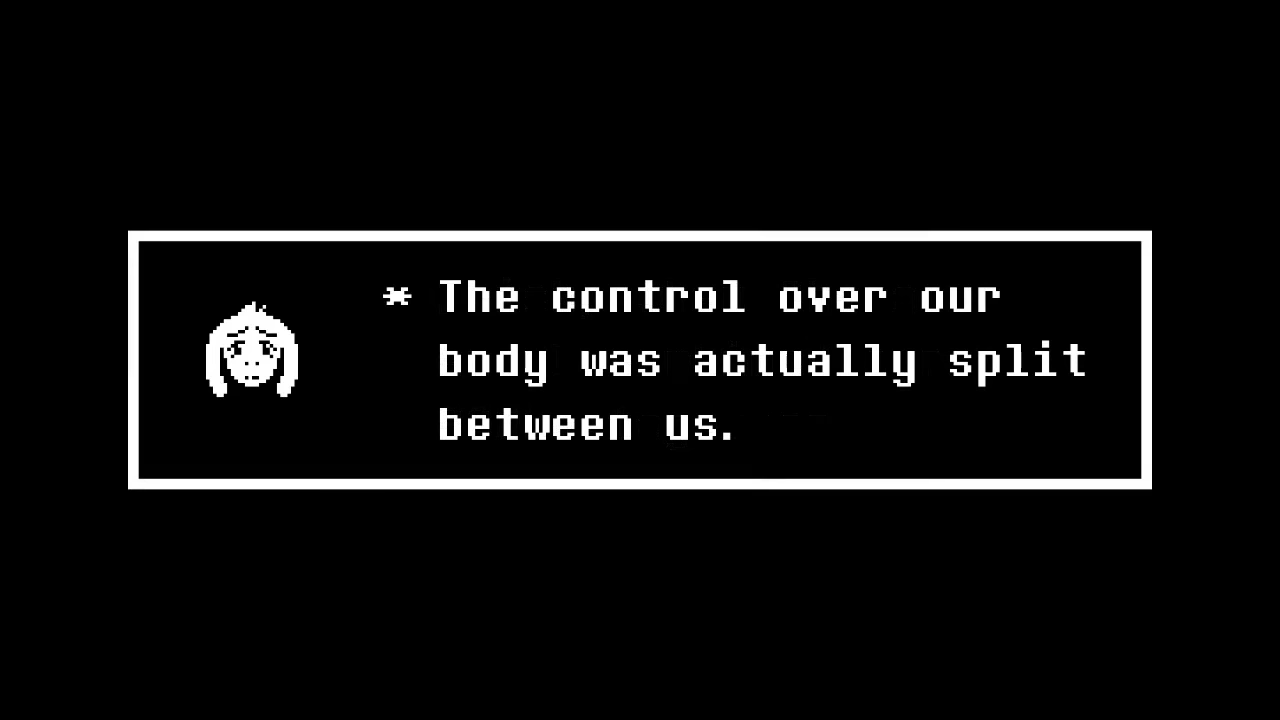 * The control over our
body was actually split
between us.